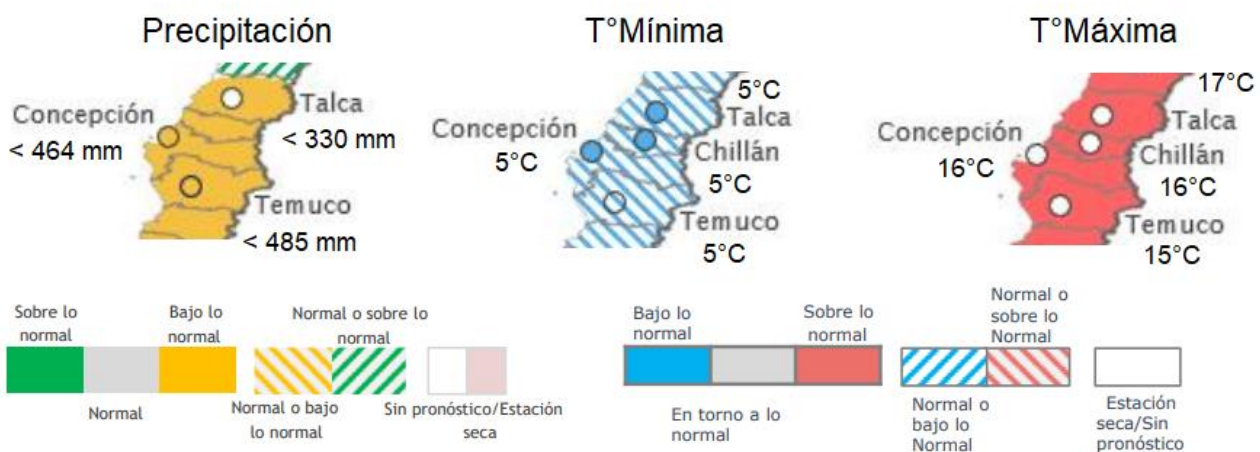 Precipitación
Concepción
< 464 mm
Talca
< 330 mm
Temuco
< 485 mm
T°Mínima
5°C
Talca
Concepción
5°C
Chillán
5°C
Temuco
5°C
T°Máxima
17°C
Talca
Concepción
16°C
Chillán
16°C
Temuco
15°C
Sobre lo
normal
Bajo lo
normal
Normal o sobre lo
normal
Normal
Normal o bajo
lo normal
Sin pronóstico/Estación
seca
Bajo lo
normal
Sobre lo
normal
Normal o
sobre lo
Normal
En torno a lo
normal
Normal o
bajo lo
Normal
Estación
seca/Sin
pronóstico